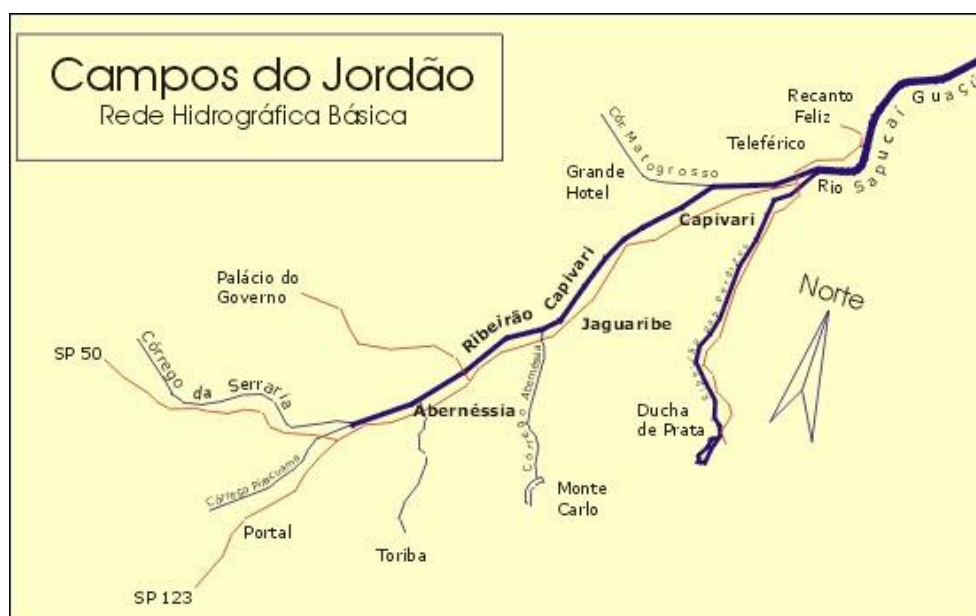 Campos do Jordão
Rede Hidrográfica Básica
Recanto
Feliz
Sapucaí Guaçú
Teleférico
Rio
Cór Matogrosso
Grande
Hotel
Capivari
Norte
Palácio do
Governo
Ribeirão Capivari
Jaguaribe
SP 50
Córrego da Serraria
Abernéssia
Córrego Abernéssia
Ducha
de Prata
Córrego
Monte
Carlo
Portal
Toriba
SP 123